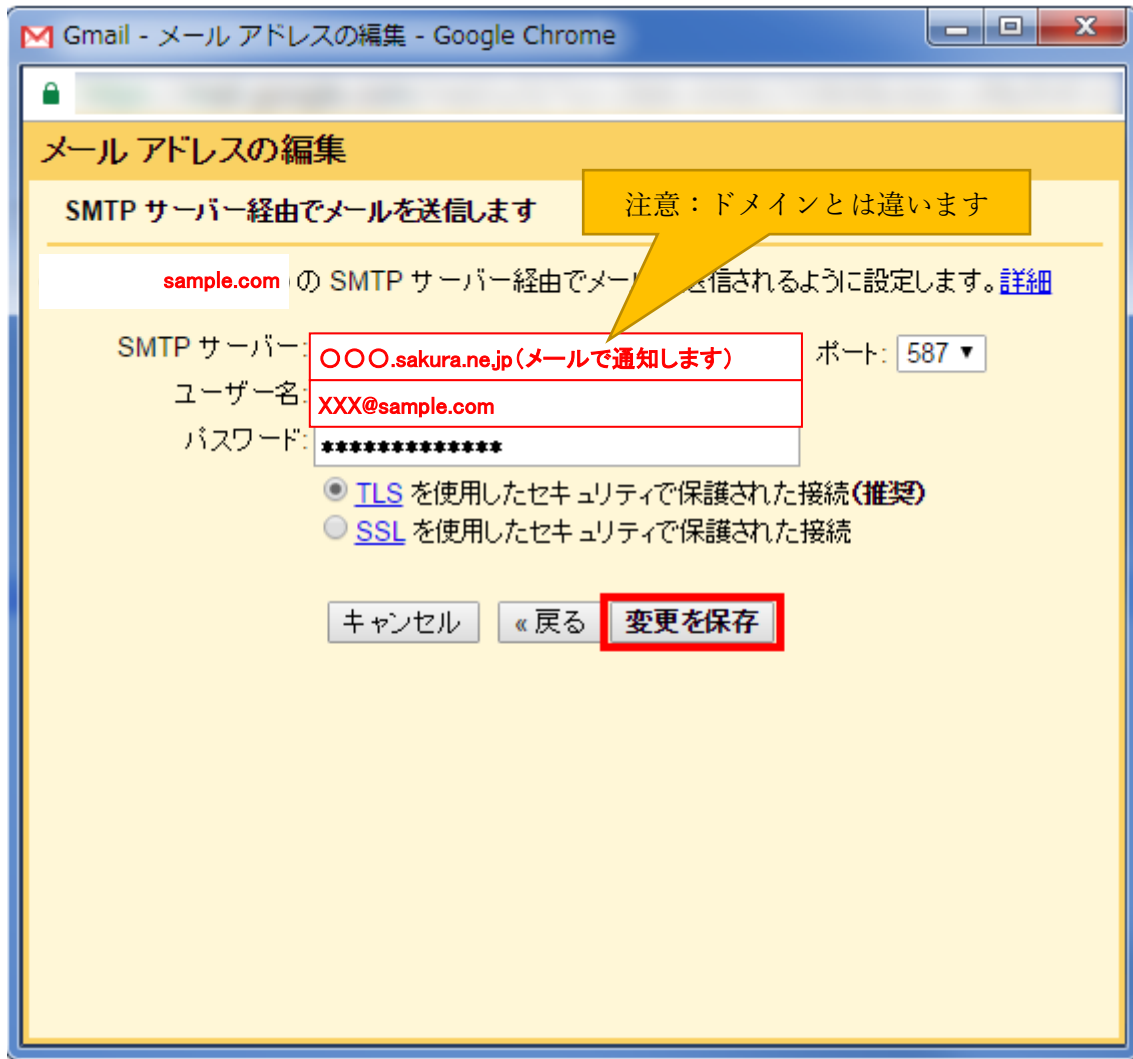 Gmail - メール アドレスの編集 - Google Chrome
メール アドレスの編集
SMTP サーバー経由でメールを送信します
注意：ドメインとは違います
sample.com の SMTP サーバー経由でメー 送信されるように設定します。詳細
SMTP サーバー: 〇〇〇.sakura.ne.jp（メールで通知します） ポート: 587 ▼
ユーザー名: XXX@sample.com
パスワード: *************
TLS を使用したセキュリティで保護された接続(推奨)
SSL を使用したセキュリティで保護された接続
キャンセル « 戻る 変更を保存